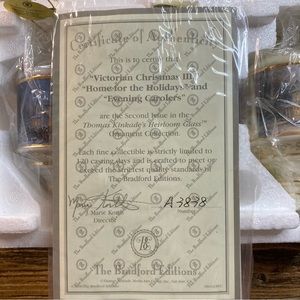 Certificate of Authenticity
This is to certify that
"Victorian Christmas III"
"Home for the Holidays" and
"Evening Carolers"
are the Second Issue in the
Thomas Kinkade's Heirloom Glass
Ornament Collection.
Each fine collectible is strictly limited to
120 casting days and is crafted to meet or
exceed the strictest quality standards of
The Bradford Editions.
J. Marie Keslin A3838
Director Number
The Bradford Editions